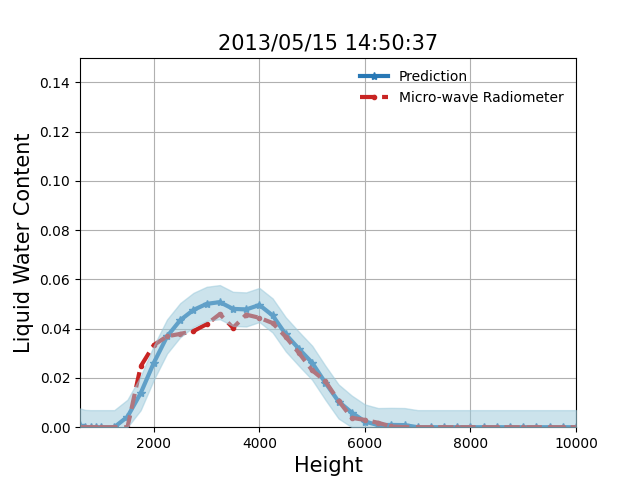 2013/05/15 14:50:37
Prediction
Micro-wave Radiometer
Liquid Water Content
0.14
0.12
0.10
0.08
0.06
0.04
0.02
0.00
2000 4000 6000 8000 10000
Height